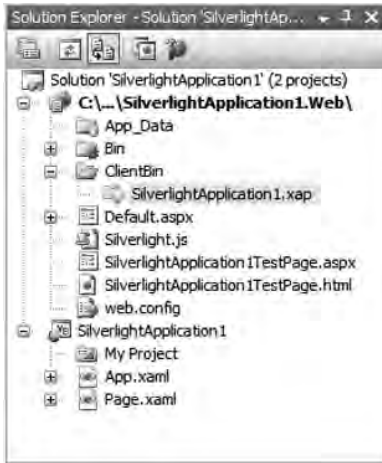 Solution Explorer - Solution 'SilverlightAp...
Solution 'SilverlightApplication1' (2 projects)
C:\...\SilverlightApplication1.Web\
App_Data
Bin
ClientBin
SilverlightApplication1.xap
Default.aspx
Silverlight.js
SilverlightApplication1TestPage.aspx
SilverlightApplication1TestPage.html
web.config
SilverlightApplication1
My Project
App.xaml
Page.xaml